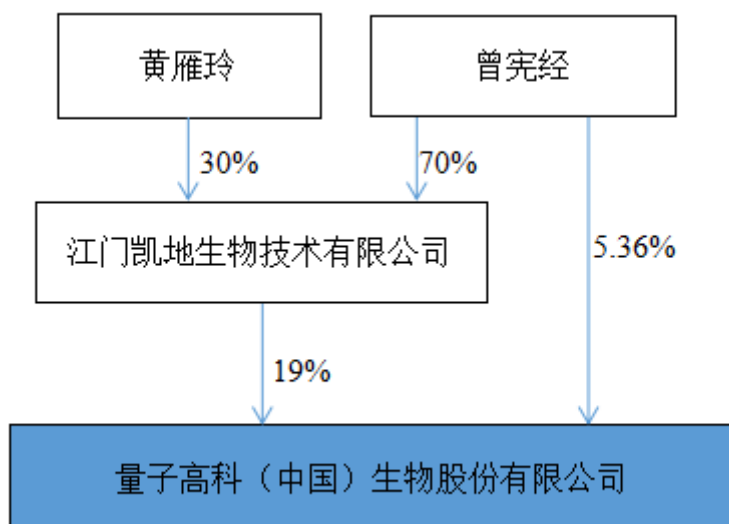 黄雁玲
曾宪经
30%
70%
江门凯地生物技术有限公司
5.36%
19%
量子高科（中国）生物股份有限公司